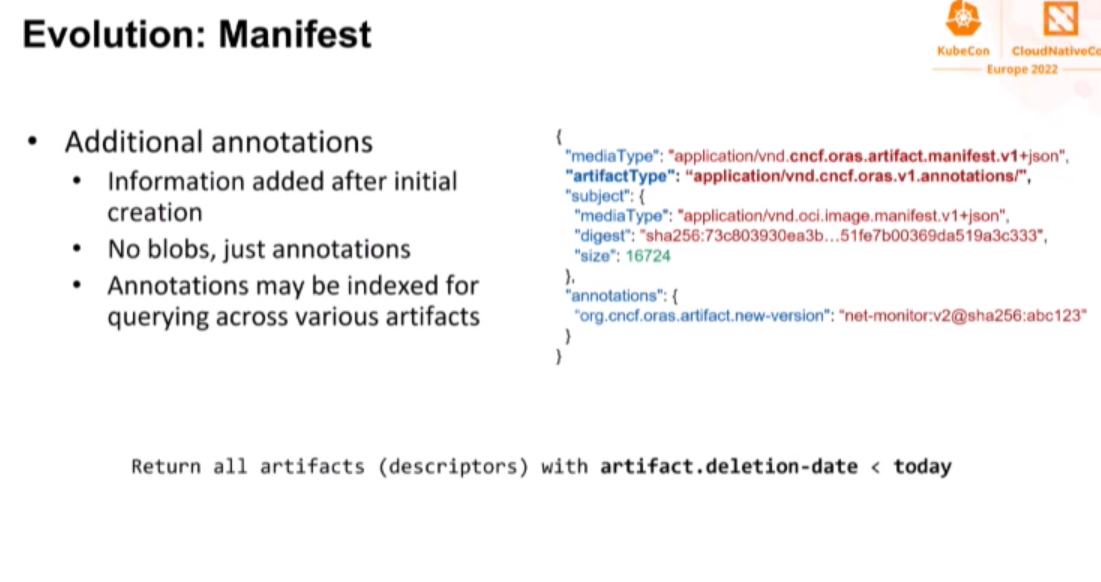 Evolution: Manifest
KubeCon
CloudNativeCo
Europe 2022
• Additional annotations
• Information added after initial
creation
• No blobs, just annotations
• Annotations may be indexed for
querying across various artifacts
{
"mediaType": "application/vnd.cncf.oras.artifact.manifest.v1+json",
"artifactType": “application/vnd.cncf.oras.v1.annotations/”,
"subject": {
"mediaType": "application/vnd.oci.image.manifest.v1+json",
"digest": "sha256:73c803930ea3b...51fe7b00369da519a3c333",
"size": 16724
},
"annotations": {
"org.cncf.oras.artifact.new-version": "net-monitor:v2@sha256:abc123"
}
}
Return all artifacts (descriptors) with artifact.deletion-date < today